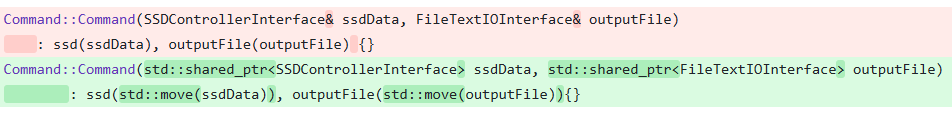 Command::Command(SSDControllerInterface& ssdData, FileTextIOInterface& outputFile)
    : ssd(ssdData), outputFile(outputFile) {}
Command::Command(std::shared_ptr<SSDControllerInterface> ssdData, std::shared_ptr<FileTextIOInterface> outputFile)
        : ssd(std::move(ssdData)), outputFile(std::move(outputFile)){}